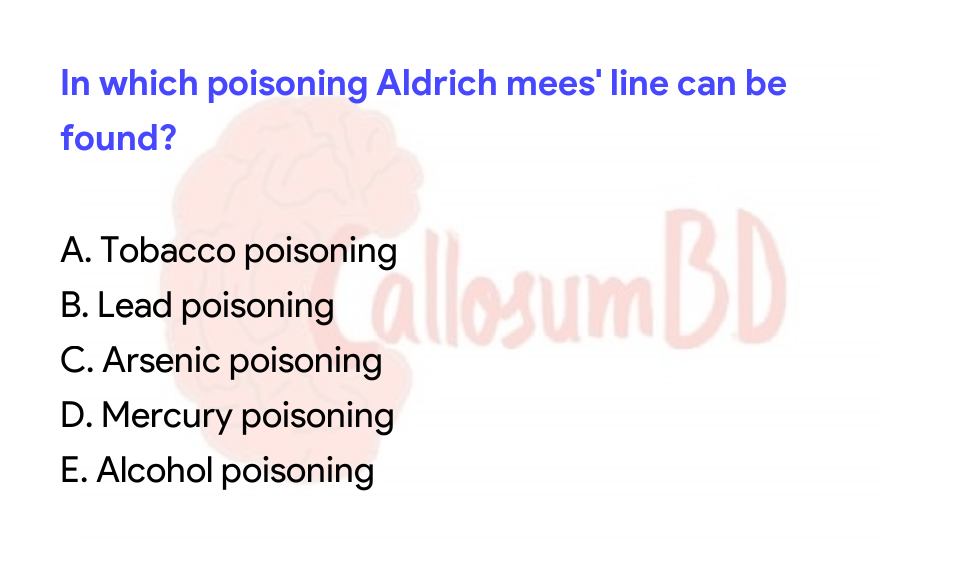 In which poisoning Aldrich mees' line can be
found?
A. Tobacco poisoning
B. Lead poisoning
C. Arsenic poisoning
D. Mercury poisoning
E. Alcohol poisoning
CallosumBD